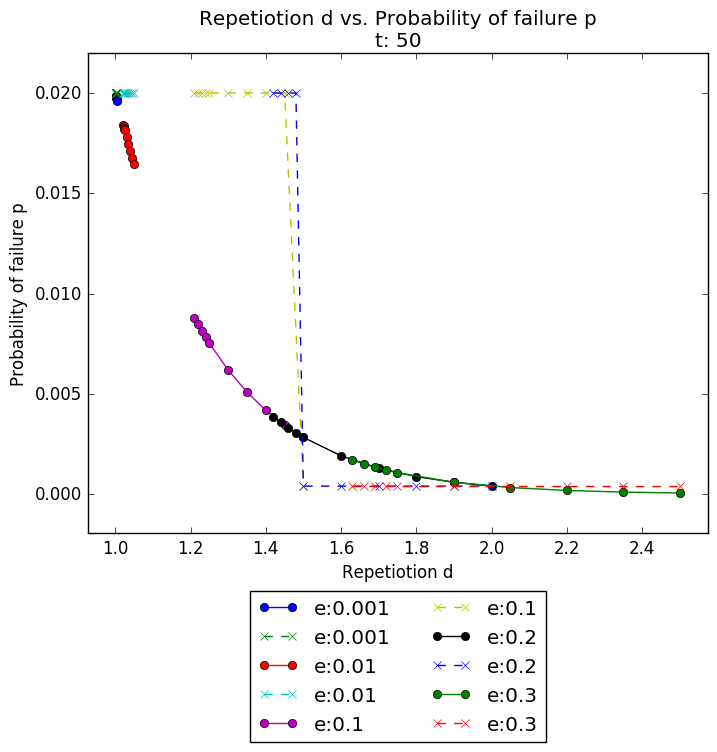 Repetiotion d vs. Probability of failure p
t: 50
Probability of failure p
0.020
0.015
0.010
0.005
0.000
1.0 1.2 1.4 1.6 1.8 2.0 2.2 2.4
Repetiotion d
e:0.001
e:0.001
e:0.01
e:0.01
e:0.1
e:0.1
e:0.2
e:0.2
e:0.3
e:0.3